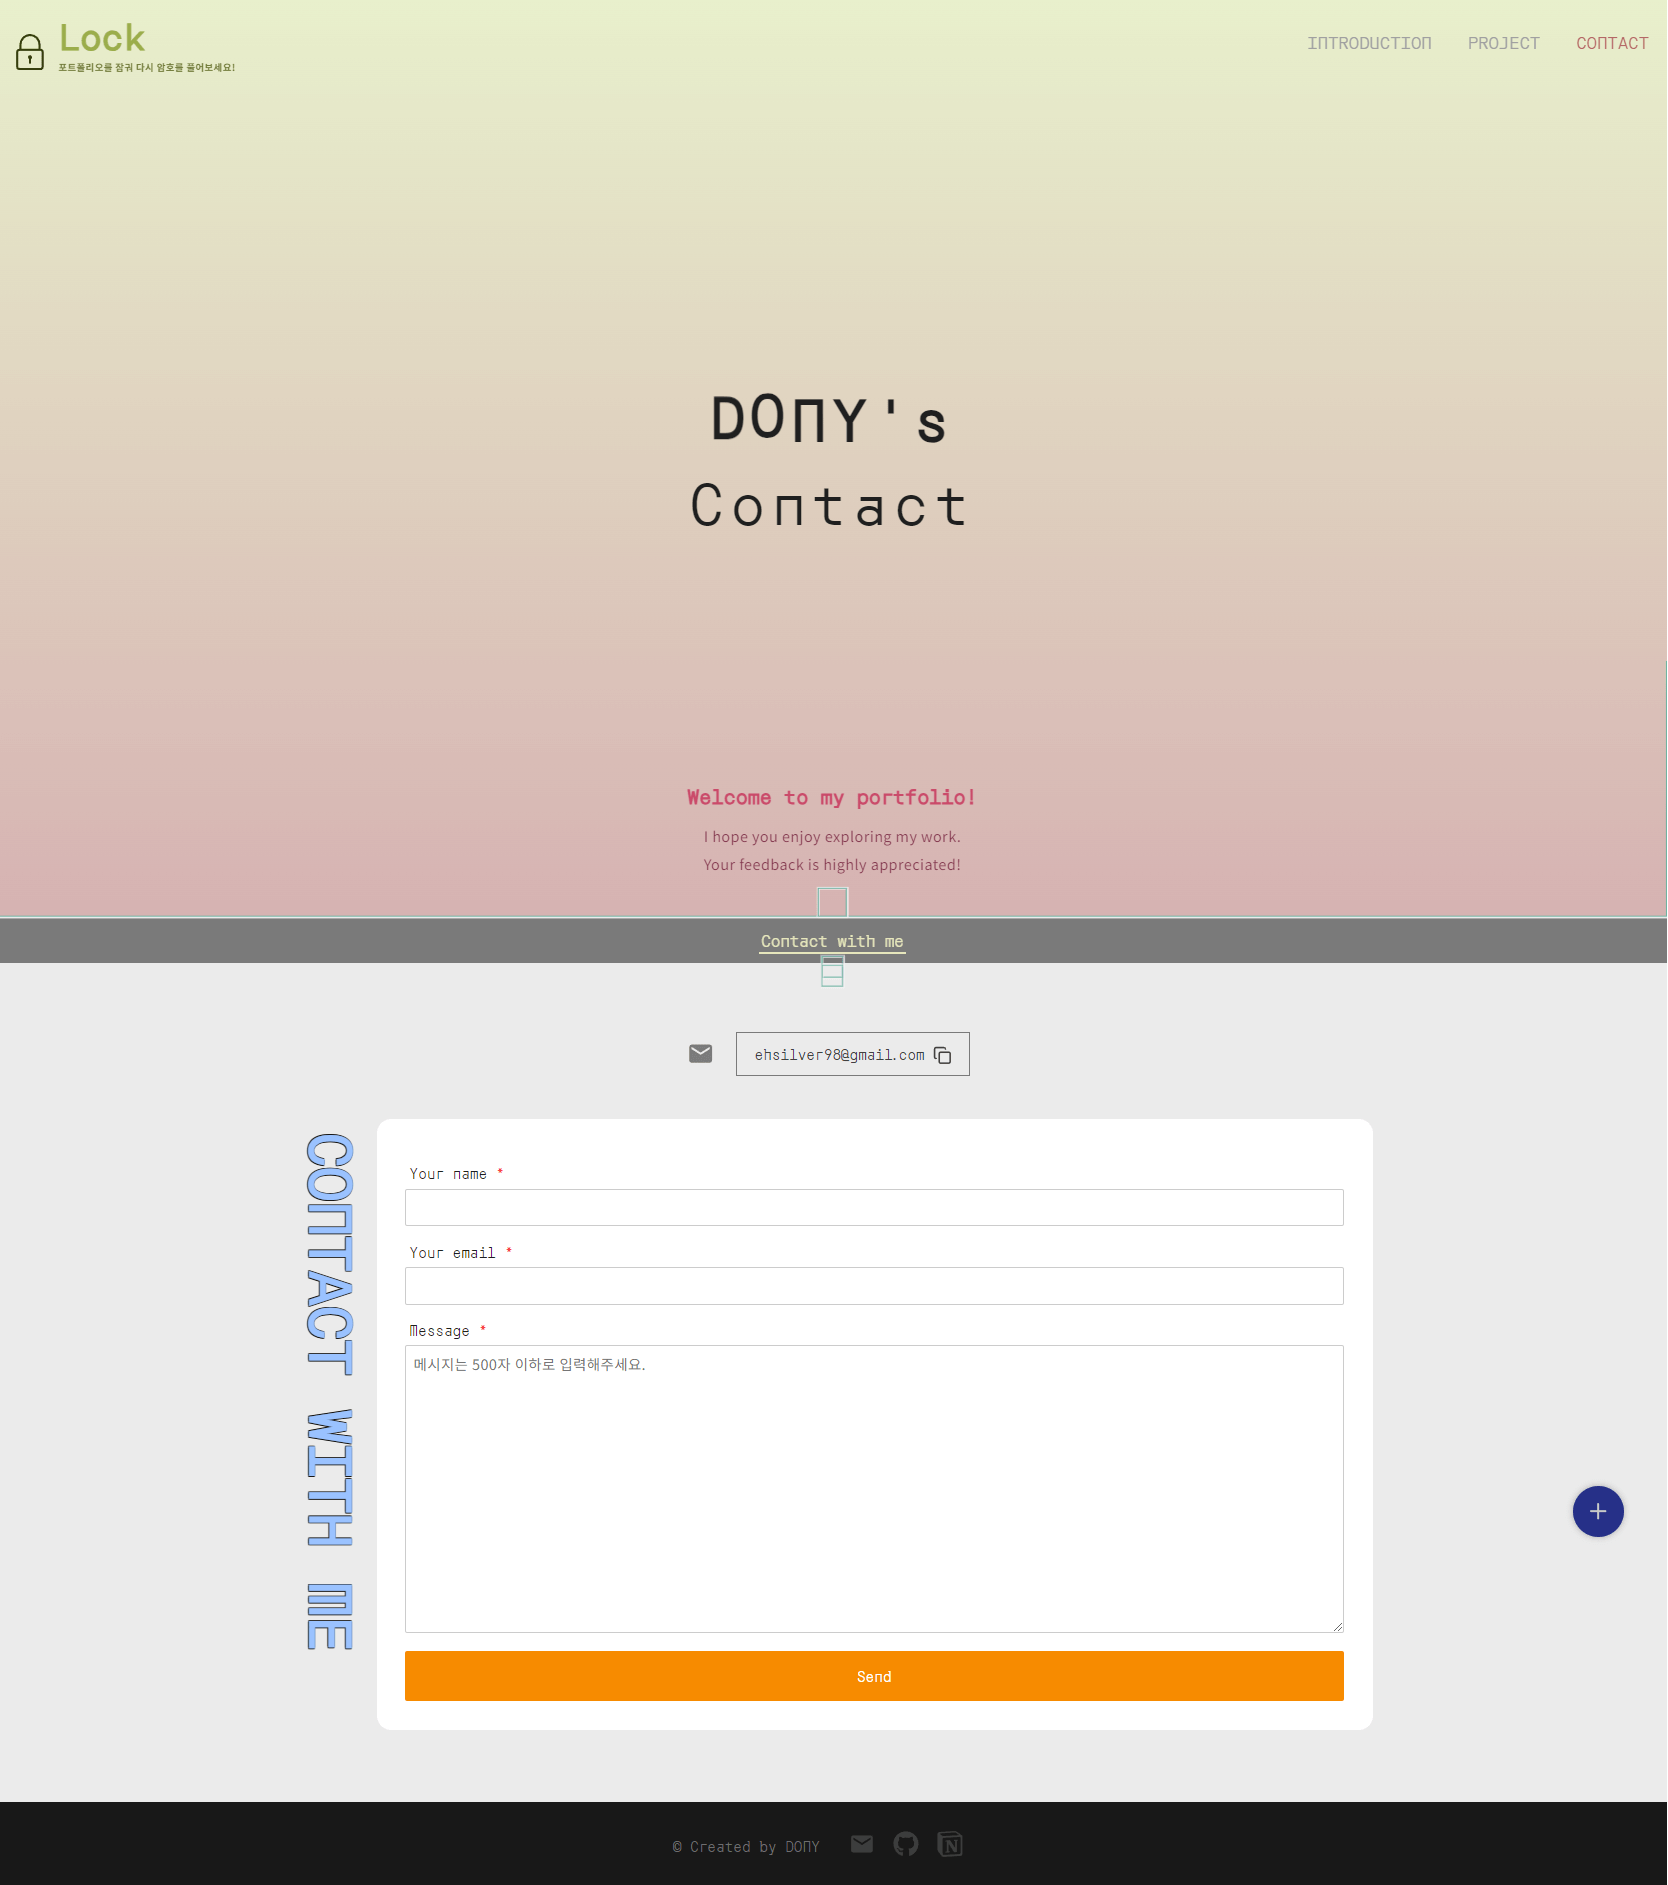 Lock
포트폴리오를 잠궈 다시 암호를 풀어보세요!
INTRODUCTION PROJECT CONTACT
DONY's
Contact
Welcome to my portfolio!
I hope you enjoy exploring my work.
Your feedback is highly appreciated!
Contact with me
ehsilver98@gmail.com
CONTACT WITH ME
Your name *
Your email *
Message *
메시지는 500자 이하로 입력해주세요.
Send
© Created by DONY